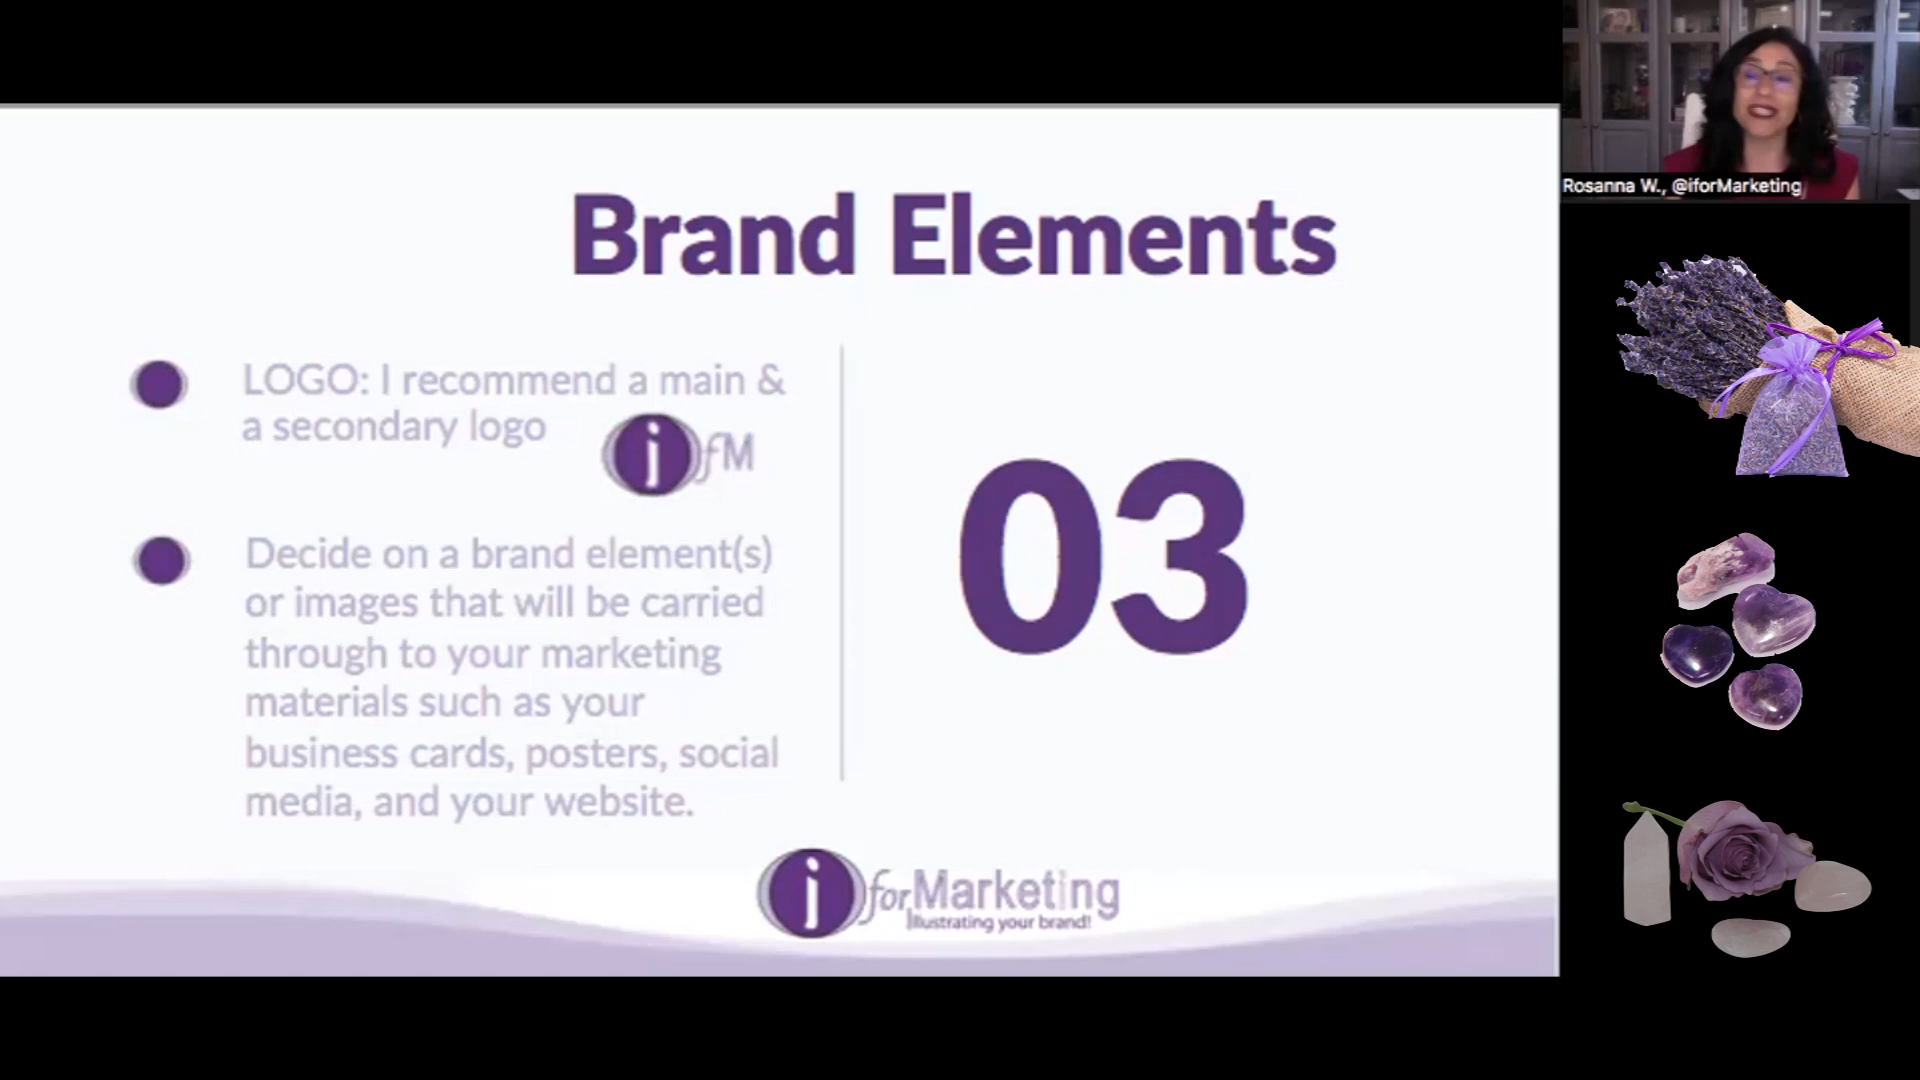 Rosanna W., @iforMarketing
Brand Elements
LOGO: I recommend a main &
a secondary logo
i fM
Decide on a brand element(s)
or images that will be carried
through to your marketing
materials such as your
business cards, posters, social
media, and your website.
03
i forMarketing
Illustrating your brand!